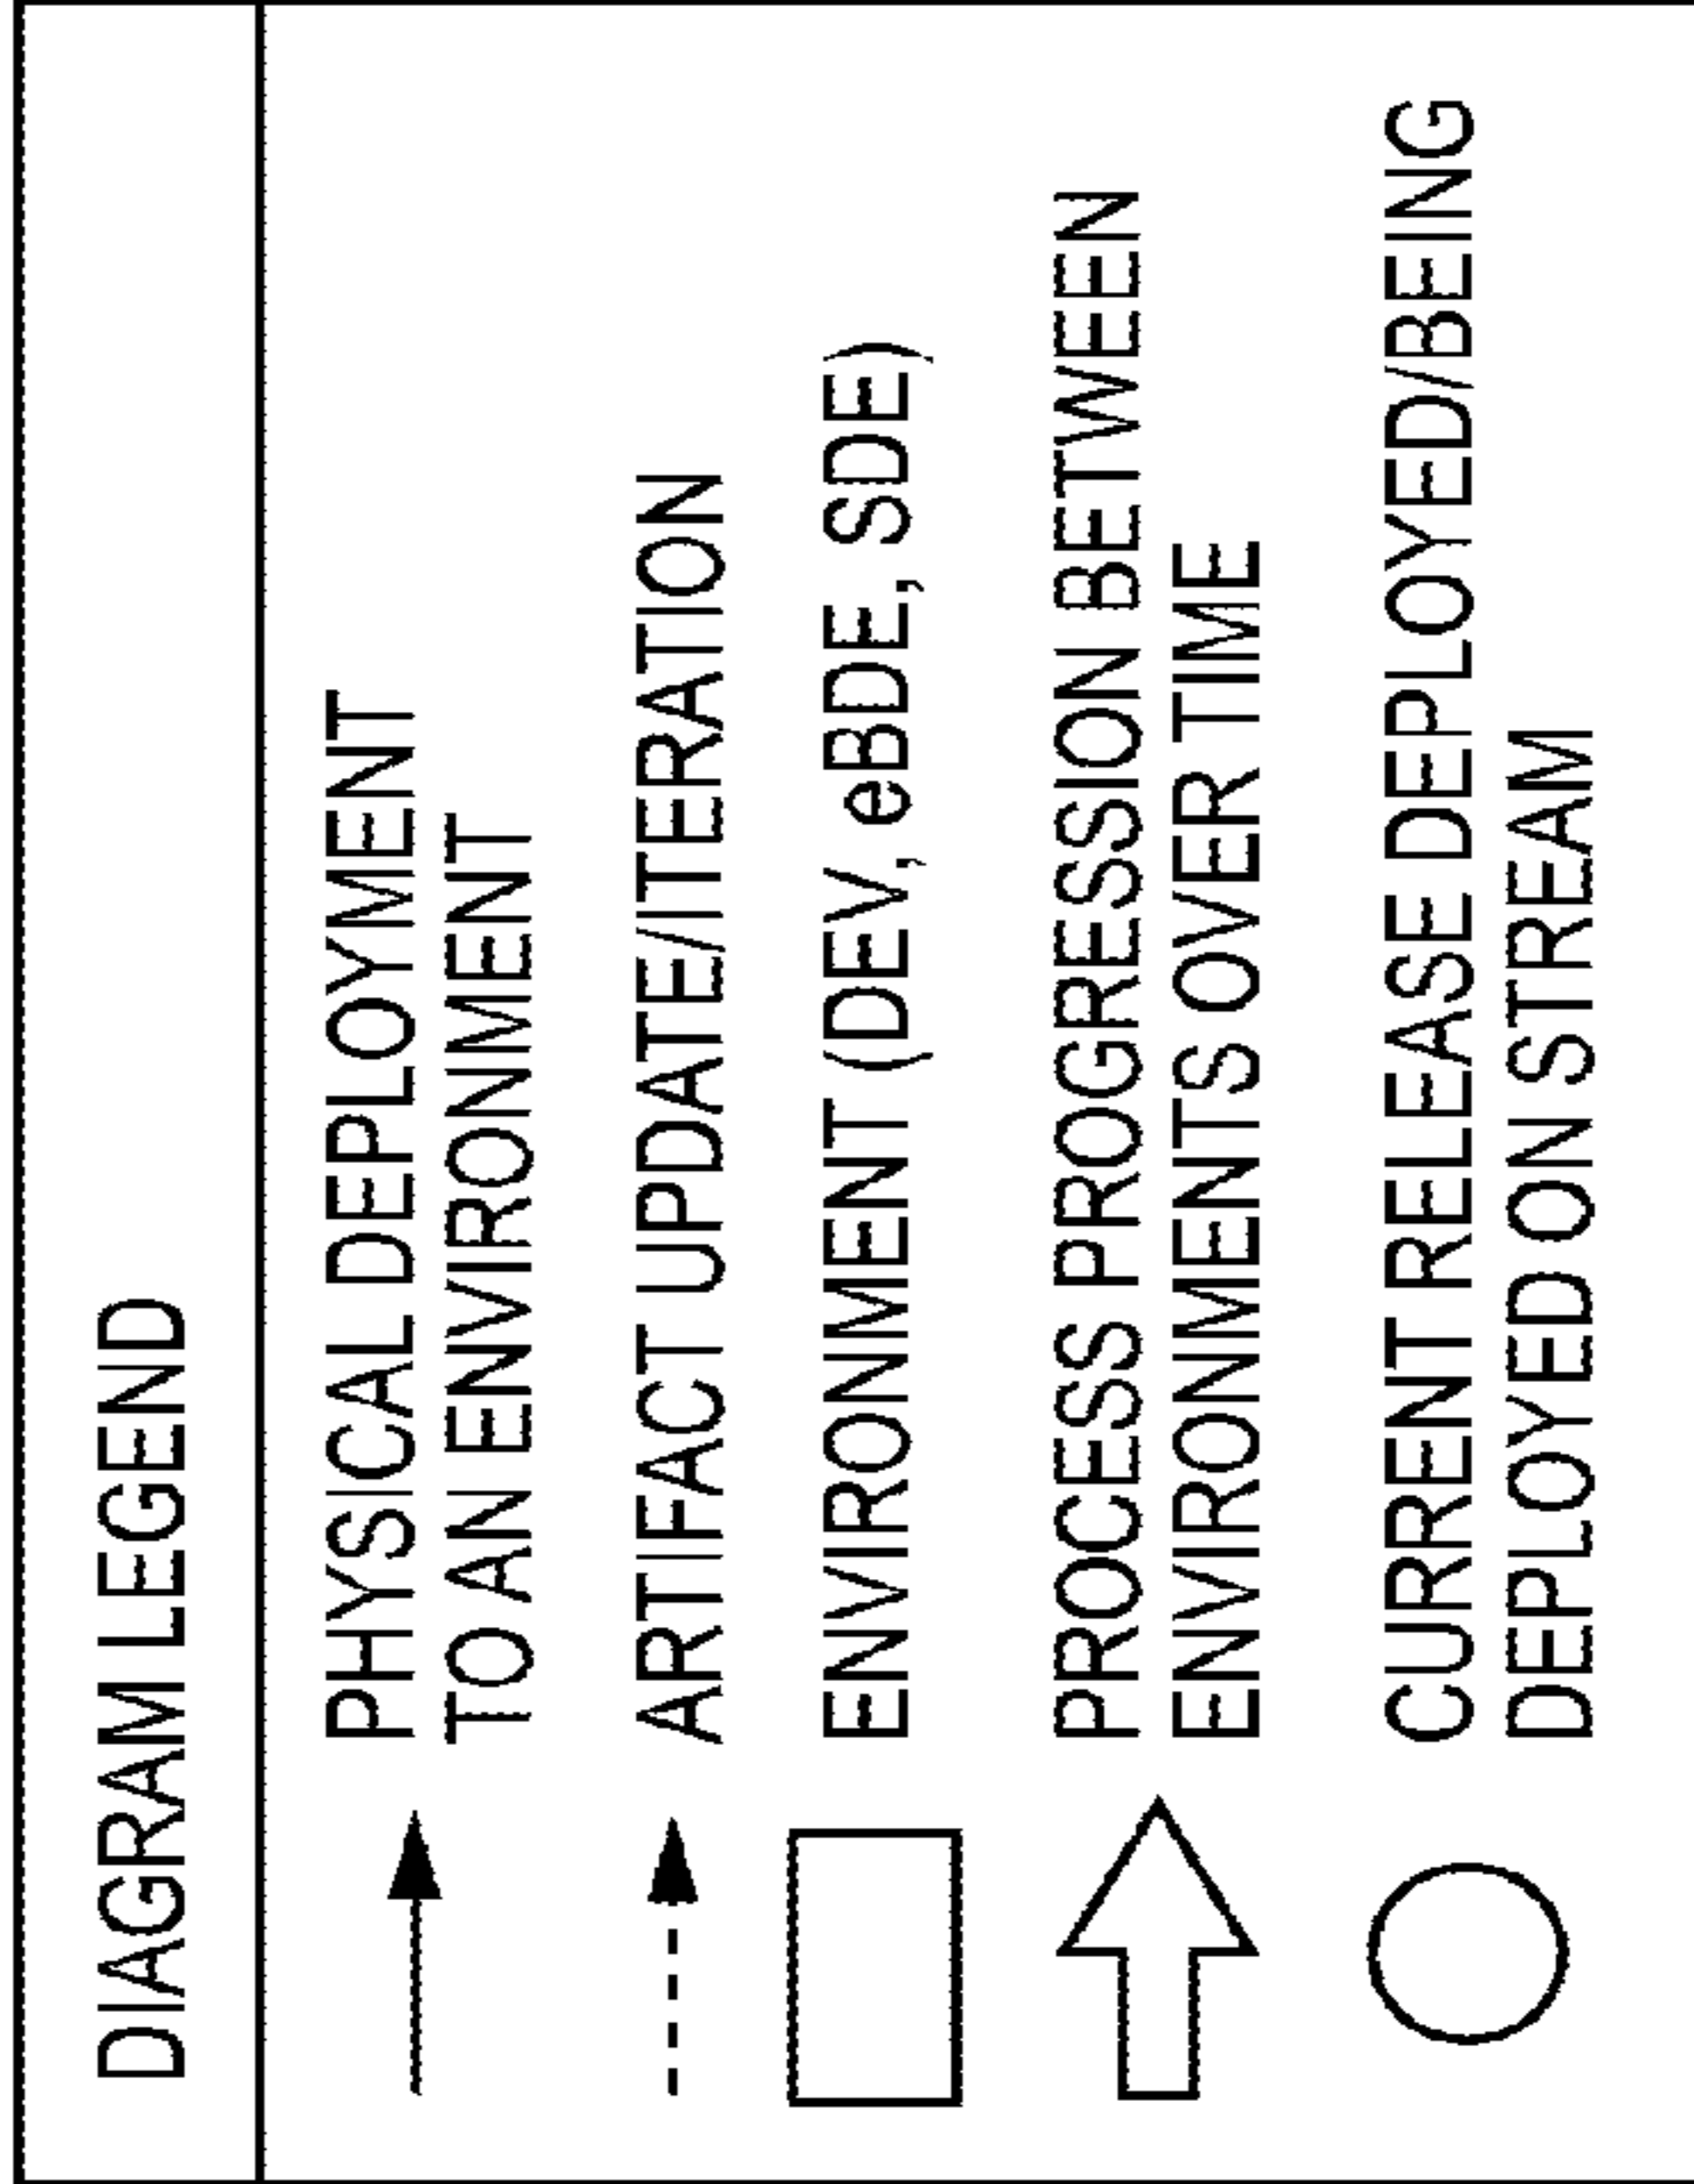 DIAGRAM LEGEND
PHYSICAL DEPLOYMENT
TO AN ENVIRONMENT
ARTIFACT UPDATE/ITERATION
ENVIRONMENT (DEV, eBDE, SDE)
PROCESS PROGRESSION BETWEEN
ENVIRONMENTS OVER TIME
CURRENT RELEASE DEPLOYED/BEING
DEPLOYED ON STREAM